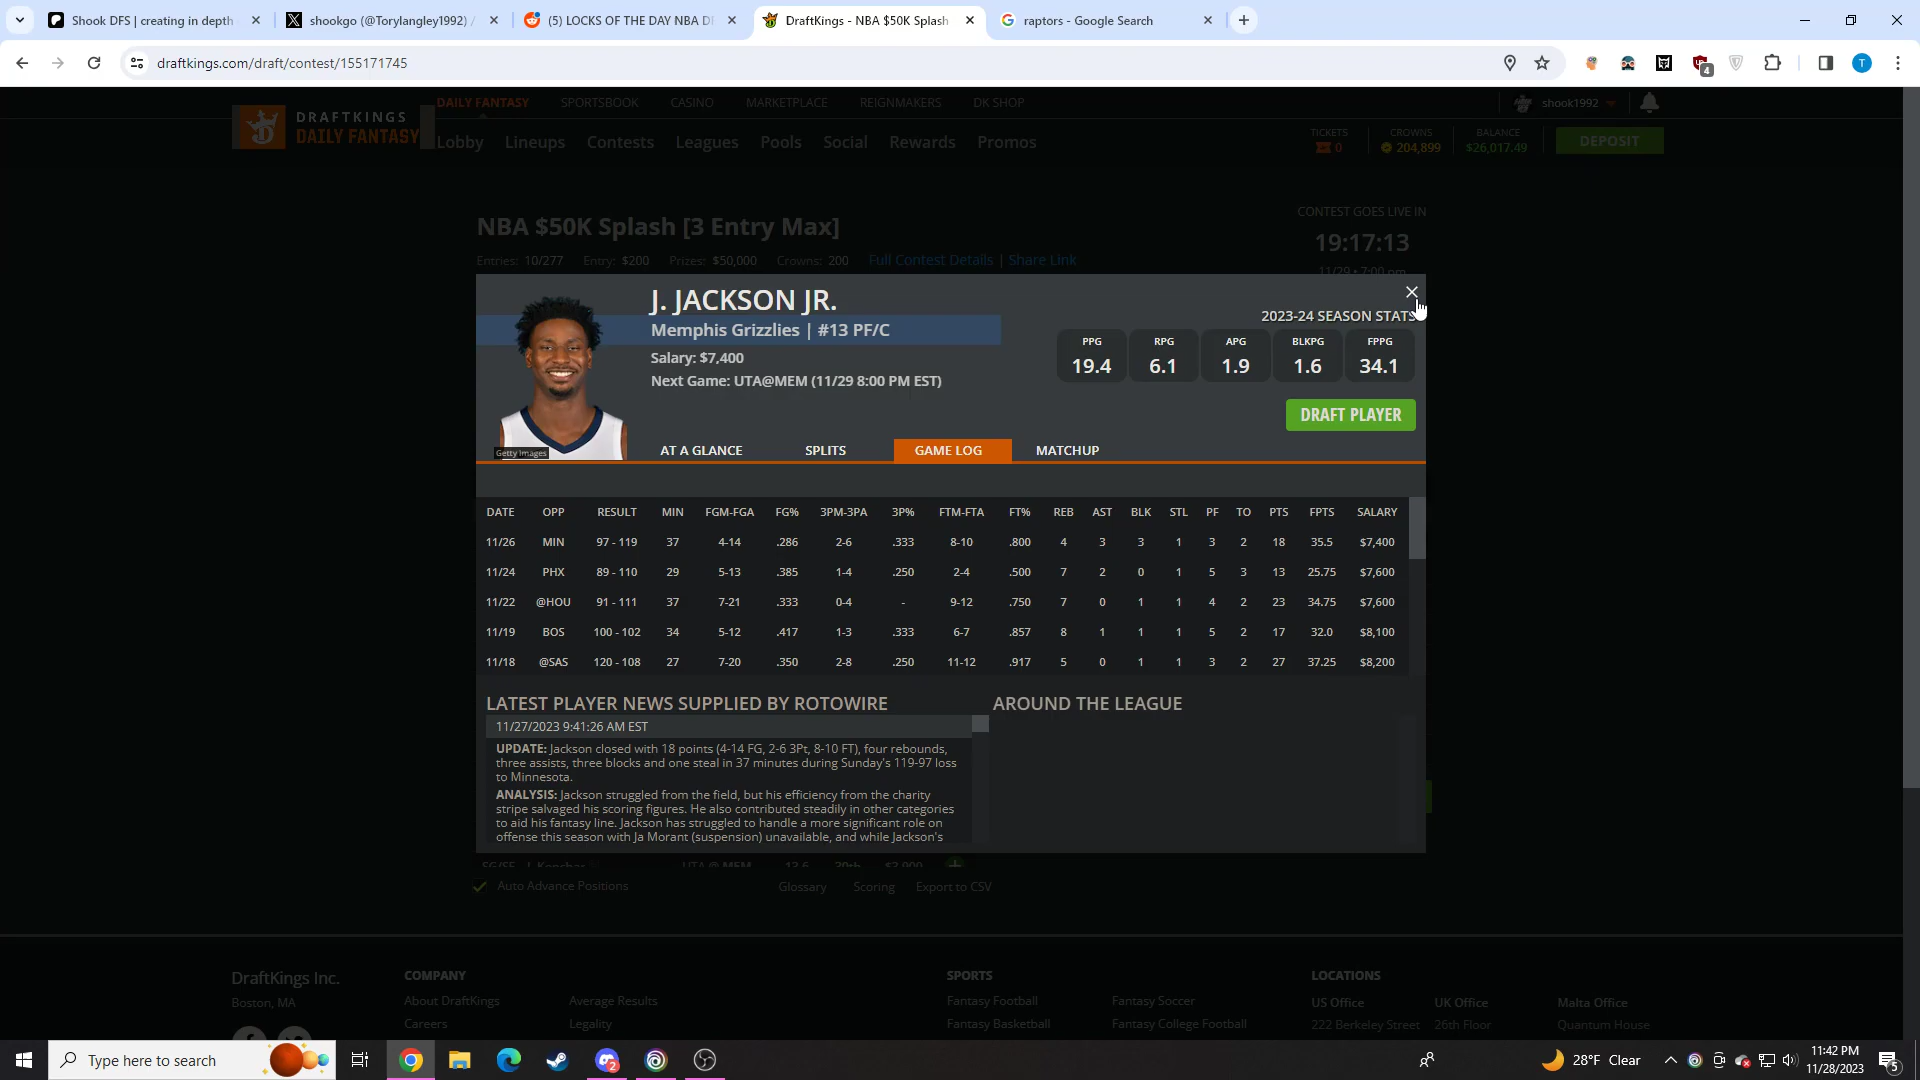 Shook DFS | creating in depth
shookgo (@Torylangley1992) /
(5) LOCKS OF THE DAY NBA D
DraftKings - NBA $50K Splash
raptors - Google Search
draftkings.com/draft/contest/155171745
4
T
DRAFTKINGS
DAILY FANTASY
DAILY FANTASY SPORTSBOOK CASINO MARKETPLACE REIGNMAKERS DK SHOP
shook1992
Lobby Lineups Contests Leagues Pools Social Rewards Promos
TICKETS CROWNS BALANCE
0 204,899 $26,017.49
DEPOSIT
NBA $50K Splash [3 Entry Max]
CONTEST GOES LIVE IN
19:17:13
11/29 • 7:00 pm
Entries: 10/277 Entry: $200 Prizes: $50,000 Crowns: 200 Full Contest Details | Share Link
J. JACKSON JR.
Memphis Grizzlies | #13 PF/C
Salary: $7,400
Next Game: UTA@MEM (11/29 8:00 PM EST)
Getty Images
2023-24 SEASON STATS
PPG RPG APG BLKPG FPPG
19.4 6.1 1.9 1.6 34.1
DRAFT PLAYER
AT A GLANCE SPLITS GAME LOG MATCHUP
DATE OPP RESULT MIN FGM-FGA FG% 3PM-3PA 3P% FTM-FTA FT% REB AST BLK STL PF TO PTS FPTS SALARY
11/26 MIN 97 - 119 37 4-14 .286 2-6 .333 8-10 .800 4 3 3 1 3 2 18 35.5 $7,400
11/24 PHX 89 - 110 29 5-13 .385 1-4 .250 2-4 .500 7 2 0 1 5 3 13 25.75 $7,600
11/22 @HOU 91 - 111 37 7-21 .333 0-4 - 9-12 .750 7 0 1 1 4 2 23 34.75 $7,600
11/19 BOS 100 - 102 34 5-12 .417 1-3 .333 6-7 .857 8 1 1 1 5 2 17 32.0 $8,100
11/18 @SAS 120 - 108 27 7-20 .350 2-8 .250 11-12 .917 5 0 1 1 3 2 27 37.25 $8,200
LATEST PLAYER NEWS SUPPLIED BY ROTOWIRE
AROUND THE LEAGUE
11/27/2023 9:41:26 AM EST
UPDATE: Jackson closed with 18 points (4-14 FG, 2-6 3Pt, 8-10 FT), four rebounds,
three assists, three blocks and one steal in 37 minutes during Sunday's 119-97 loss
to Minnesota.
ANALYSIS: Jackson struggled from the field, but his efficiency from the charity
stripe salvaged his scoring figures. He also contributed steadily in other categories
to aid his fantasy line. Jackson has struggled to handle a more significant role on
offense this season with Ja Morant (suspension) unavailable, and while Jackson's
SG/SF J. Konchar UTA@ MEM 13.6 30th $3,900
Auto Advance Positions Glossary Scoring Export to CSV
DraftKings Inc.
Boston, MA
COMPANY
About DraftKings Average Results
Careers Legality
SPORTS
Fantasy Football Fantasy Soccer
Fantasy Basketball Fantasy College Football
LOCATIONS
US Office UK Office Malta Office
222 Berkeley Street 26th Floor Quantum House
Type here to search
2
28°F Clear
11:42 PM
11/28/2023
5